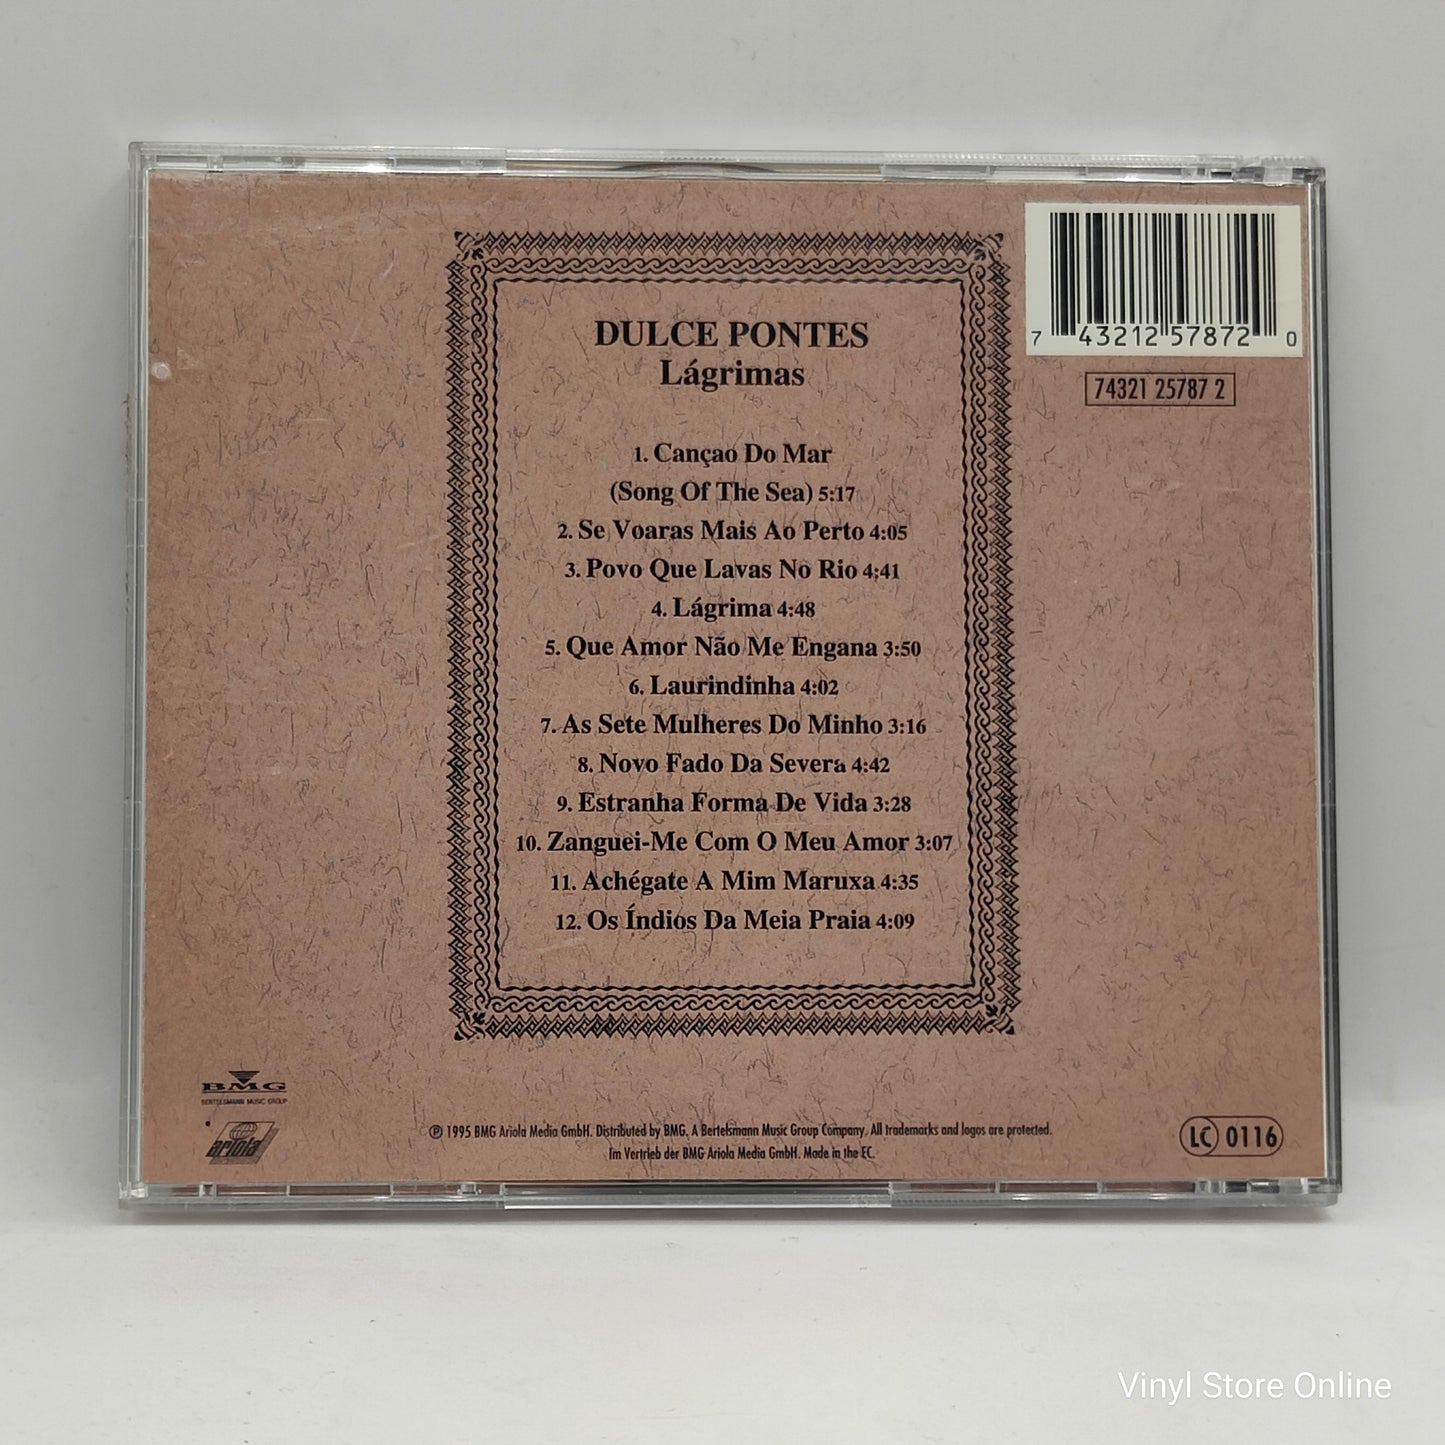 7 43212 57872 0
74321 25787 2
DULCE PONTES
Lágrimas
1. Cançao Do Mar
(Song Of The Sea) 5:17
2. Se Voaras Mais Ao Perto 4:05
3. Povo Que Lavas No Rio 4:41
4. Lágrima 4:48
5. Que Amor Não Me Engana 3:50
6. Laurindinha 4:02
7. As Sete Mulheres Do Minho 3:16
8. Novo Fado Da Severa 4:42
9. Estranha Forma De Vida 3:28
10. Zanguei-Me Com O Meu Amor 3:07
11. Achégate A Mim Maruxa 4:35
12. Os Índios Da Meia Praia 4:09
BMG
BERTELSMANN MUSIC GROUP
ariola
℗ 1995 BMG Ariola Media GmbH. Distributed by BMG. A Bertelsmann Music Group Company. All trademarks and logos are protected.
Im Vertrieb der BMG Ariola Media GmbH. Made in the EC.
LC 0116
Vinyl Store Online